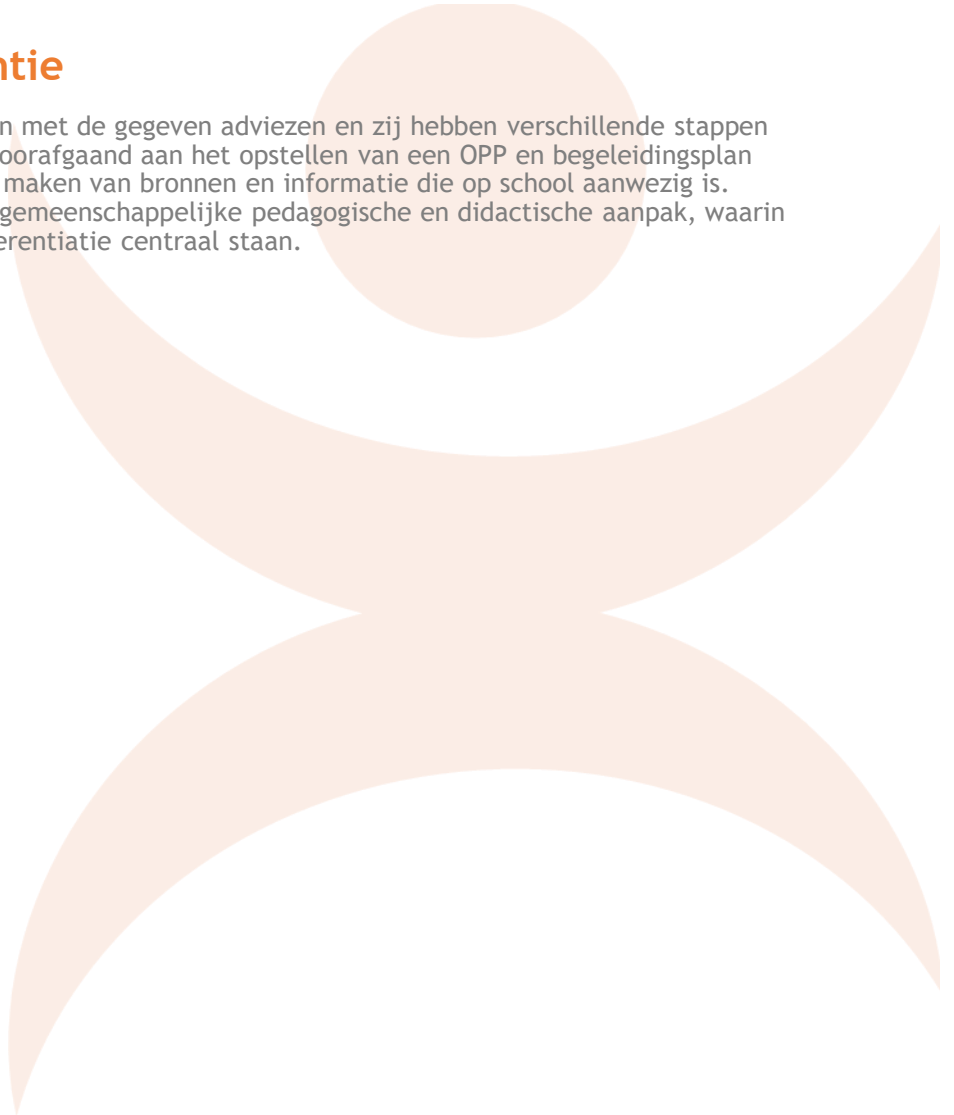 ntie
n met de gegeven adviezen en zij hebben verschillende stappen
oorafgaand aan het opstellen van een OPP en begeleidingsplan
maken van bronnen en informatie die op school aanwezig is.
gemeenschappelijke pedagogische en didactische aanpak, waarin
erentiatie centraal staan.